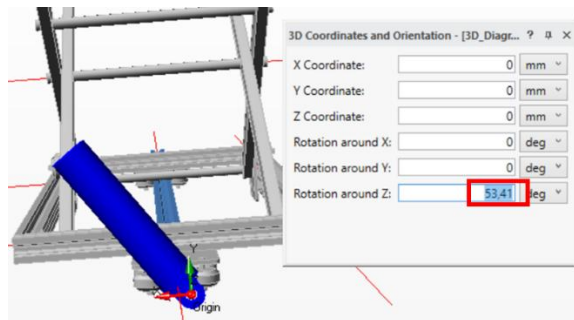 3D Coordinates and Orientation - [3D_Diagr... ? X
X Coordinate: 0 mm
Y Coordinate: 0 mm
Z Coordinate: 0 mm
Rotation around X: 0 deg
Rotation around Y: 0 deg
Rotation around Z: 53,41 deg
Y
Origin